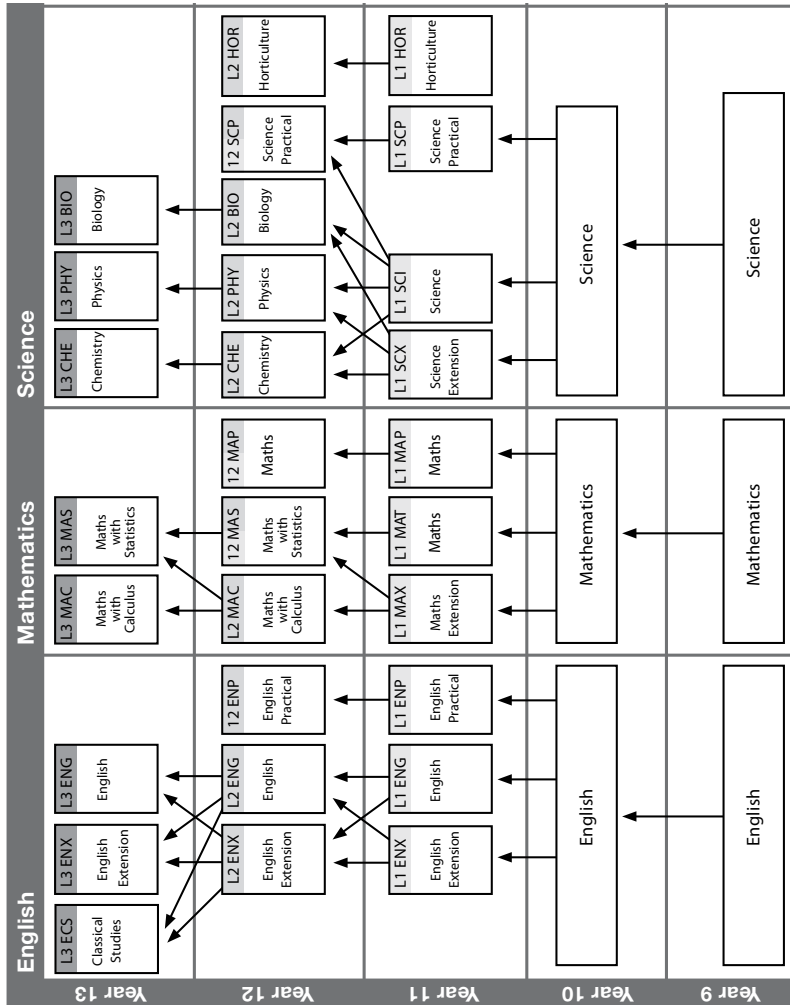 English
Mathematics
Science
Year 13
L3 ECS
Classical
Studies
L3 ENX
English
Extension
L3 ENG
English
L3 MAC
Maths
with
Calculus
L3 MAS
Maths
with
Statistics
L3 CHE
Chemistry
L3 PHY
Physics
L3 BIO
Biology
Year 12
L2 ENX
English
Extension
L2 ENG
English
12 ENP
English
Practical
L2 MAC
Maths
with
Calculus
12 MAS
Maths
with
Statistics
12 MAP
Maths
L2 CHE
Chemistry
L2 PHY
Physics
L2 BIO
Biology
12 SCP
Science
Practical
L2 HOR
Horticulture
Year 11
L1 ENX
English
Extension
L1 ENG
English
L1 ENP
English
Practical
L1 MAX
Maths
Extension
L1 MAT
Maths
L1 MAP
Maths
L1 SCX
Science
Extension
L1 SCI
Science
L1 SCP
Science
Practical
L1 HOR
Horticulture
Year 10
English
Mathematics
Science
Year 9
English
Mathematics
Science